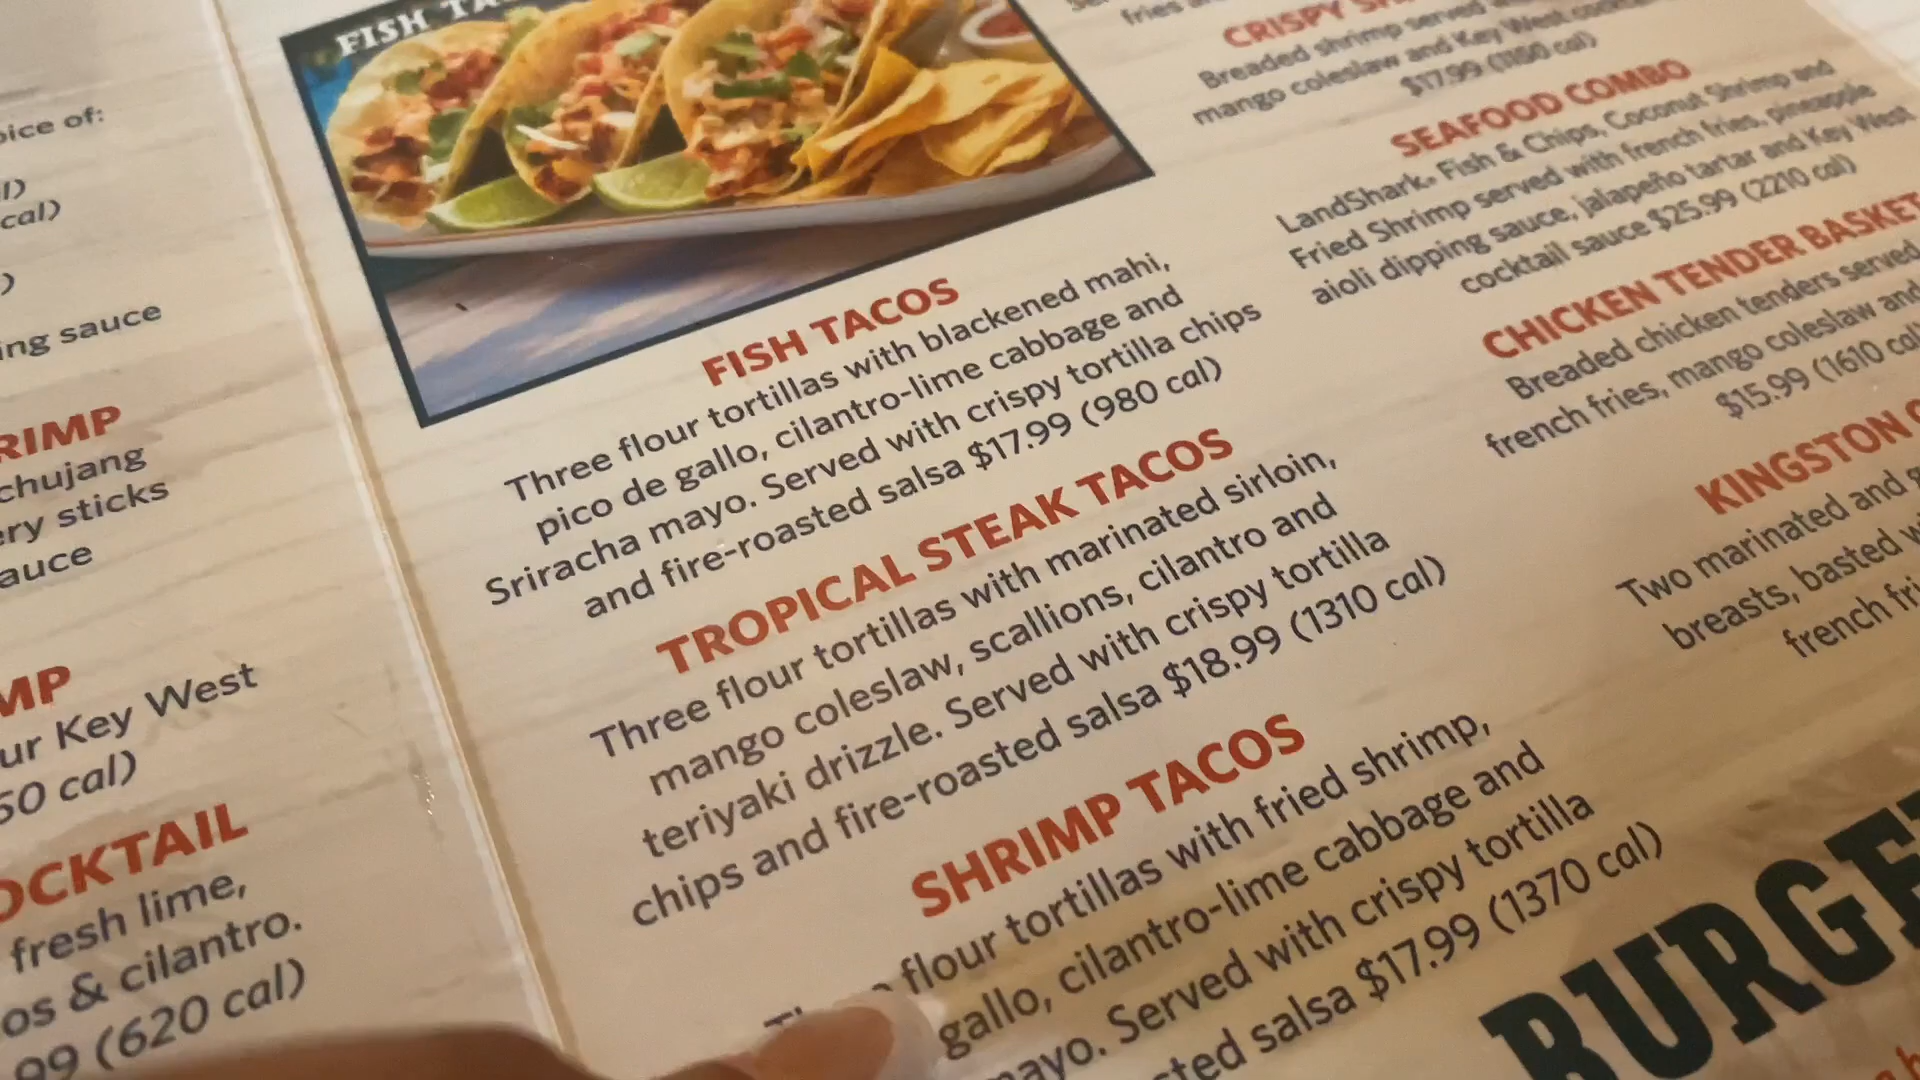 oice of:
cal)
ing sauce
RIMP
chujang
ery sticks
auce
MP
ur Key West
50 cal)
OCKTAIL
fresh lime,
os & cilantro.
99 (620 cal)
FISH TA
FISH TACOS
Three flour tortillas with blackened mahi,
pico de gallo, cilantro-lime cabbage and
Sriracha mayo. Served with crispy tortilla chips
and fire-roasted salsa $17.99 (980 cal)
TROPICAL STEAK TACOS
Three flour tortillas with marinated sirloin,
mango coleslaw, scallions, cilantro and
teriyaki drizzle. Served with crispy tortilla
chips and fire-roasted salsa $18.99 (1310 cal)
SHRIMP TACOS
flour tortillas with fried shrimp,
gallo, cilantro-lime cabbage and
mayo. Served with crispy tortilla
sted salsa $17.99 (1370 cal)
fries
CRISPY
Breaded shrimp served
mango coleslaw and Key West
$17.99 (1150 cal)
SEAFOOD COMBO
LandShark® Fish & Chips, Coconut Shrimp and
Fried Shrimp served with french fries, pineapple
aioli dipping sauce, jalapeño tartar and Key West
cocktail sauce $25.99 (2210 cal)
CHICKEN TENDER BASKET
Breaded chicken tenders served
french fries, mango coleslaw and
$15.99 (1610 cal)
KINGSTON
Two marinated and
breasts, basted
french fri
BURGE